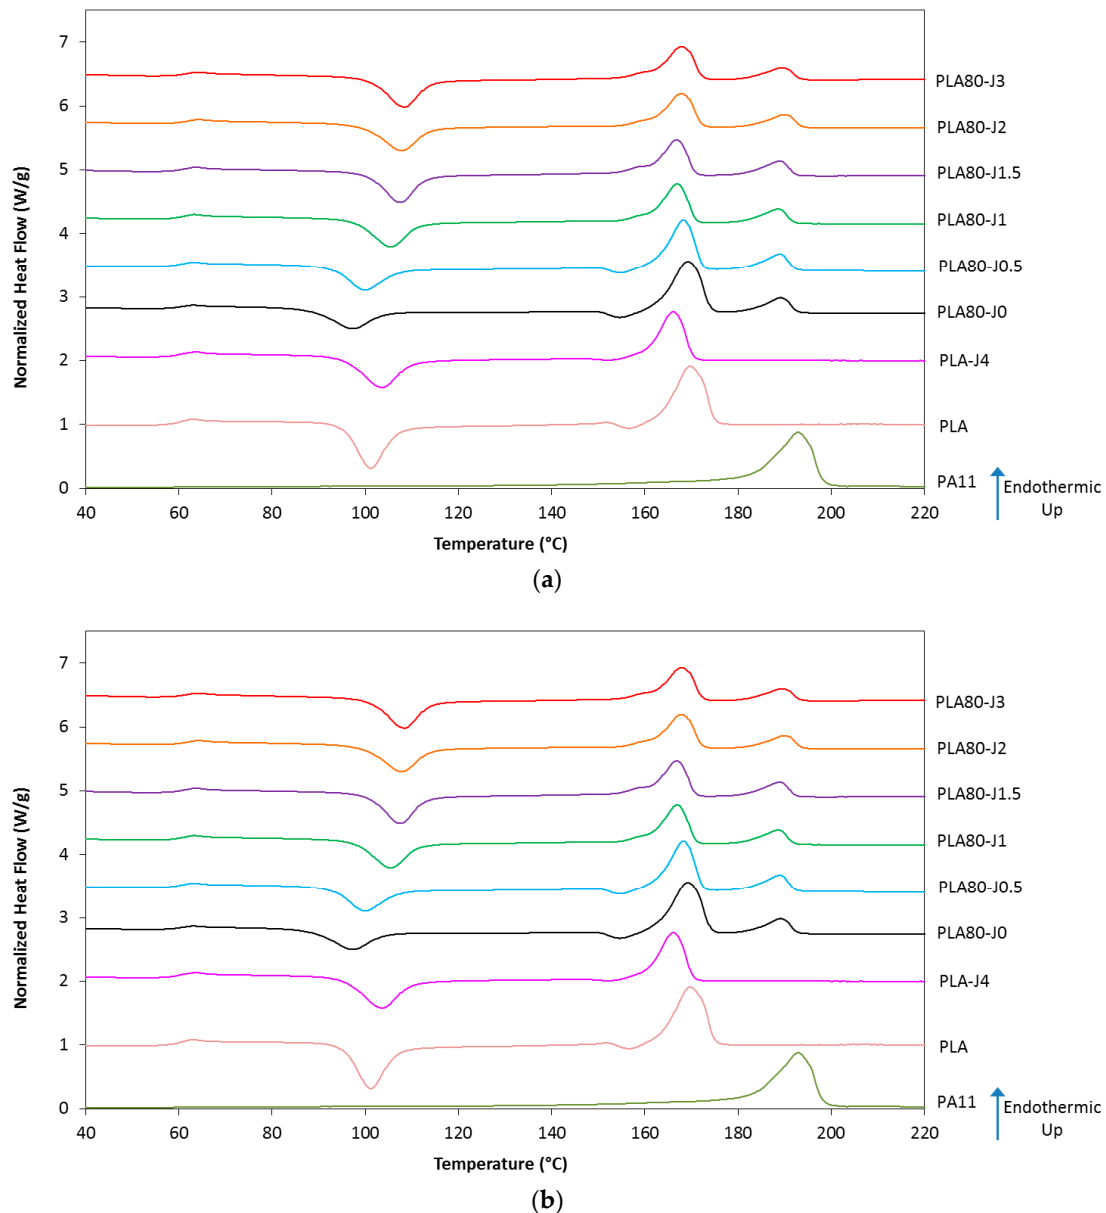 7
6
5
4
3
2
1
0
Normalized Heat Flow (W/g)
PLA80-J3
PLA80-J2
PLA80-J1.5
PLA80-J1
PLA80-J0.5
PLA80-J0
PLA-J4
PLA
PA11
Endothermic
Up
40 60 80 100 120 140 160 180 200 220
Temperature (°C)
(a)
7
6
5
4
3
2
1
0
Normalized Heat Flow (W/g)
PLA80-J3
PLA80-J2
PLA80-J1.5
PLA80-J1
PLA80-J0.5
PLA80-J0
PLA-J4
PLA
PA11
Endothermic
Up
40 60 80 100 120 140 160 180 200 220
Temperature (°C)
(b)